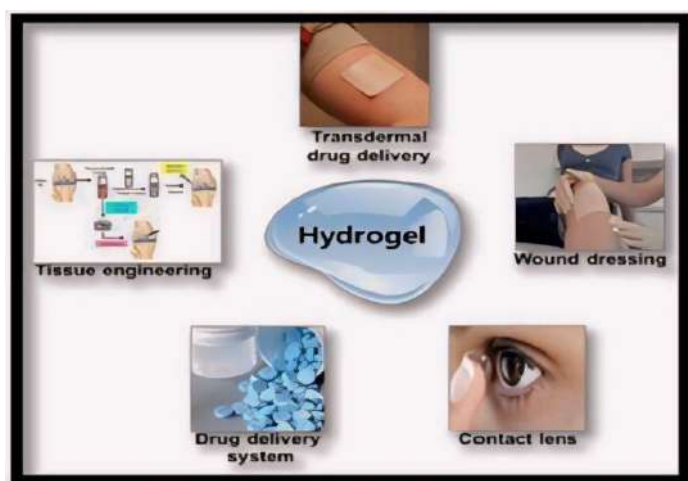 Transdermal
drug delivery
Hydrogel
Tissue engineering
Wound dressing
Drug delivery
system
Contact lens